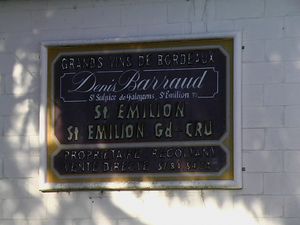 GRANDS VINS DE BORDEAUX
Denis Barraud
St Sulpice de Faleyrens St Emilion
St EMILION
St EMILION Gd-CRU
PROPRIETAIRE RECOLTANT
VENTE DIRECTE